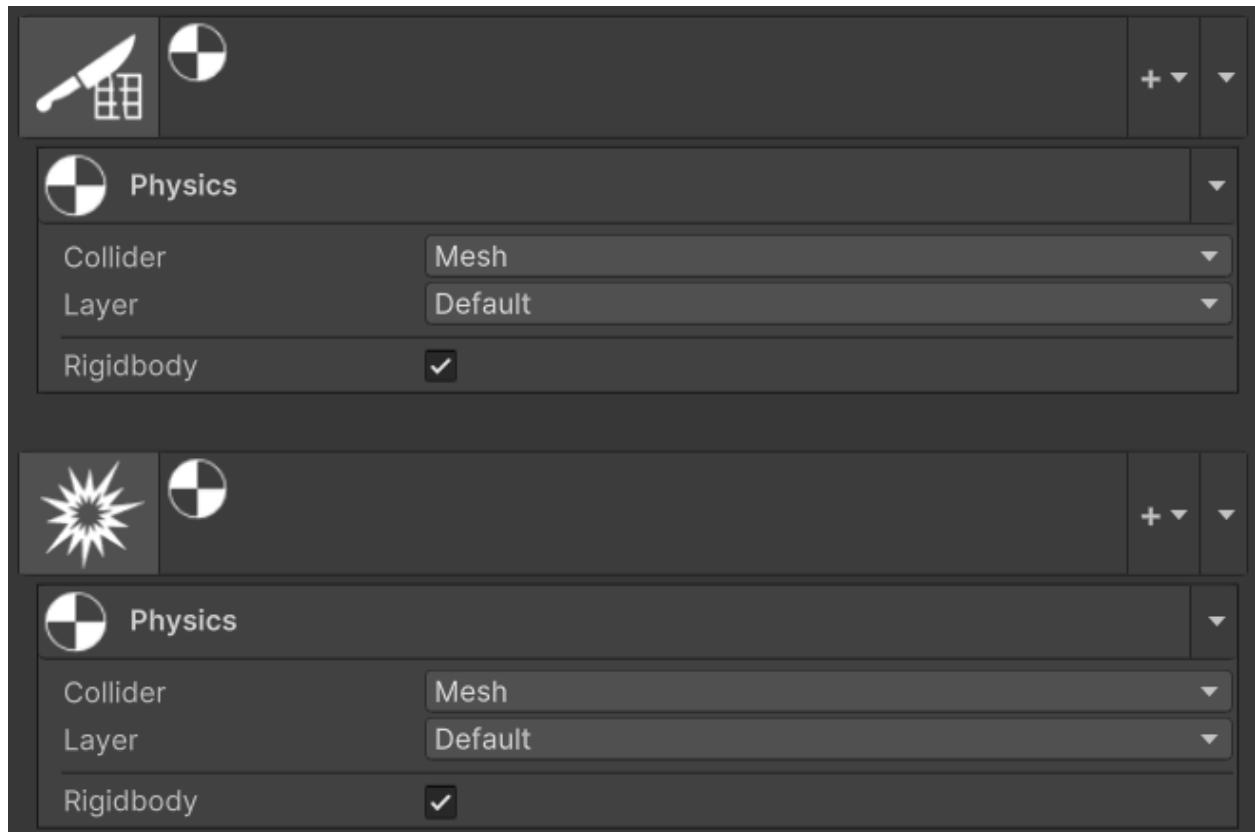 Physics
Collider Mesh
Layer Default
Rigidbody
Physics
Collider Mesh
Layer Default
Rigidbody